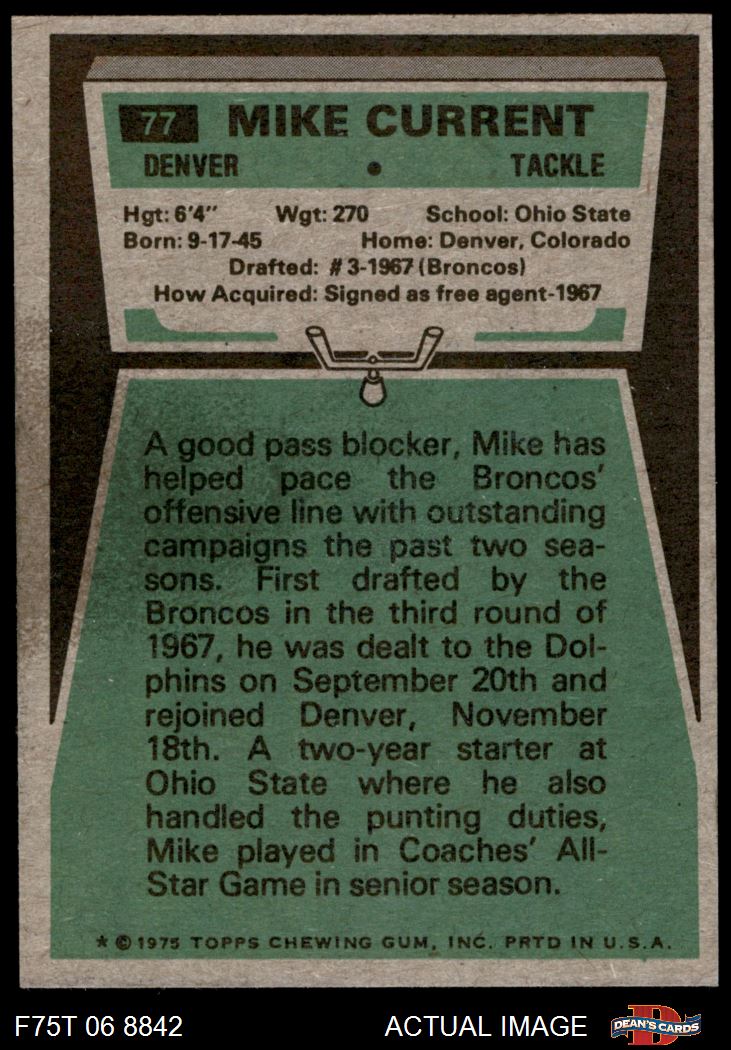 77 MIKE CURRENT
DENVER • TACKLE
Hgt: 6'4" Wgt: 270 School: Ohio State
Born: 9-17-45 Home: Denver, Colorado
Drafted: #3-1967 (Broncos)
How Acquired: Signed as free agent-1967
A good pass blocker, Mike has
helped pace the Broncos'
offensive line with outstanding
campaigns the past two sea-
sons. First drafted by the
Broncos in the third round of
1967, he was dealt to the Dol-
phins on September 20th and
rejoined Denver, November
18th. A two-year starter at
Ohio State where he also
handled the punting duties,
Mike played in Coaches' All-
Star Game in senior season.
* © 1975 TOPPS CHEWING GUM, INC. PRTD IN U.S.A.
F75T 06 8842 ACTUAL IMAGE D DEAN'S CARDS